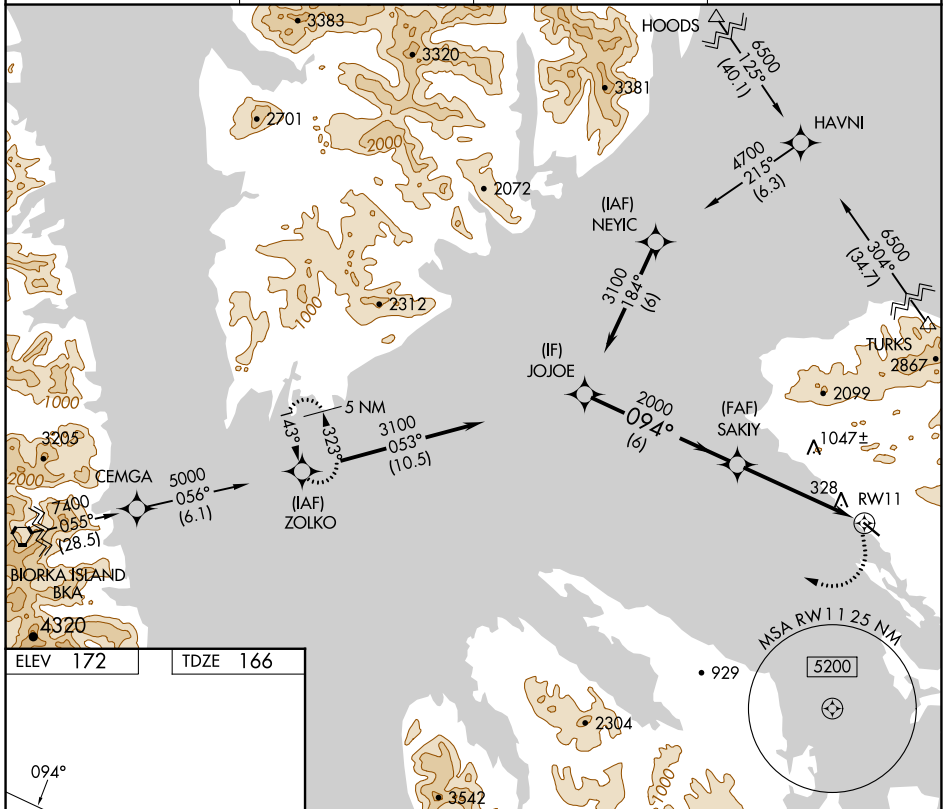 3383
3320
HOODS
6500
125°
(40.1)
3381
2701
HAVNI
2000
4700
215°
(6.3)
2072
(IAF)
NEYIC
6500
304°
(34.7)
3100
184°
(6)
2312
1000
TURKS
2867
(IF)
JOJOE
2099
1000
5 NM
2000
094°
(6)
(FAF)
SAKIY
143°
323°
3100
053°
(10.5)
1047±
3205
2000
CEMGA
5000
056°
(6.1)
(IAF)
ZOLKO
328
RW11
7400
055°
(28.5)
BIORKA ISLAND
BKA
4320
MSA RW11 25 NM
5200
ELEV 172
TDZE 166
929
2304
094°
1000
3542